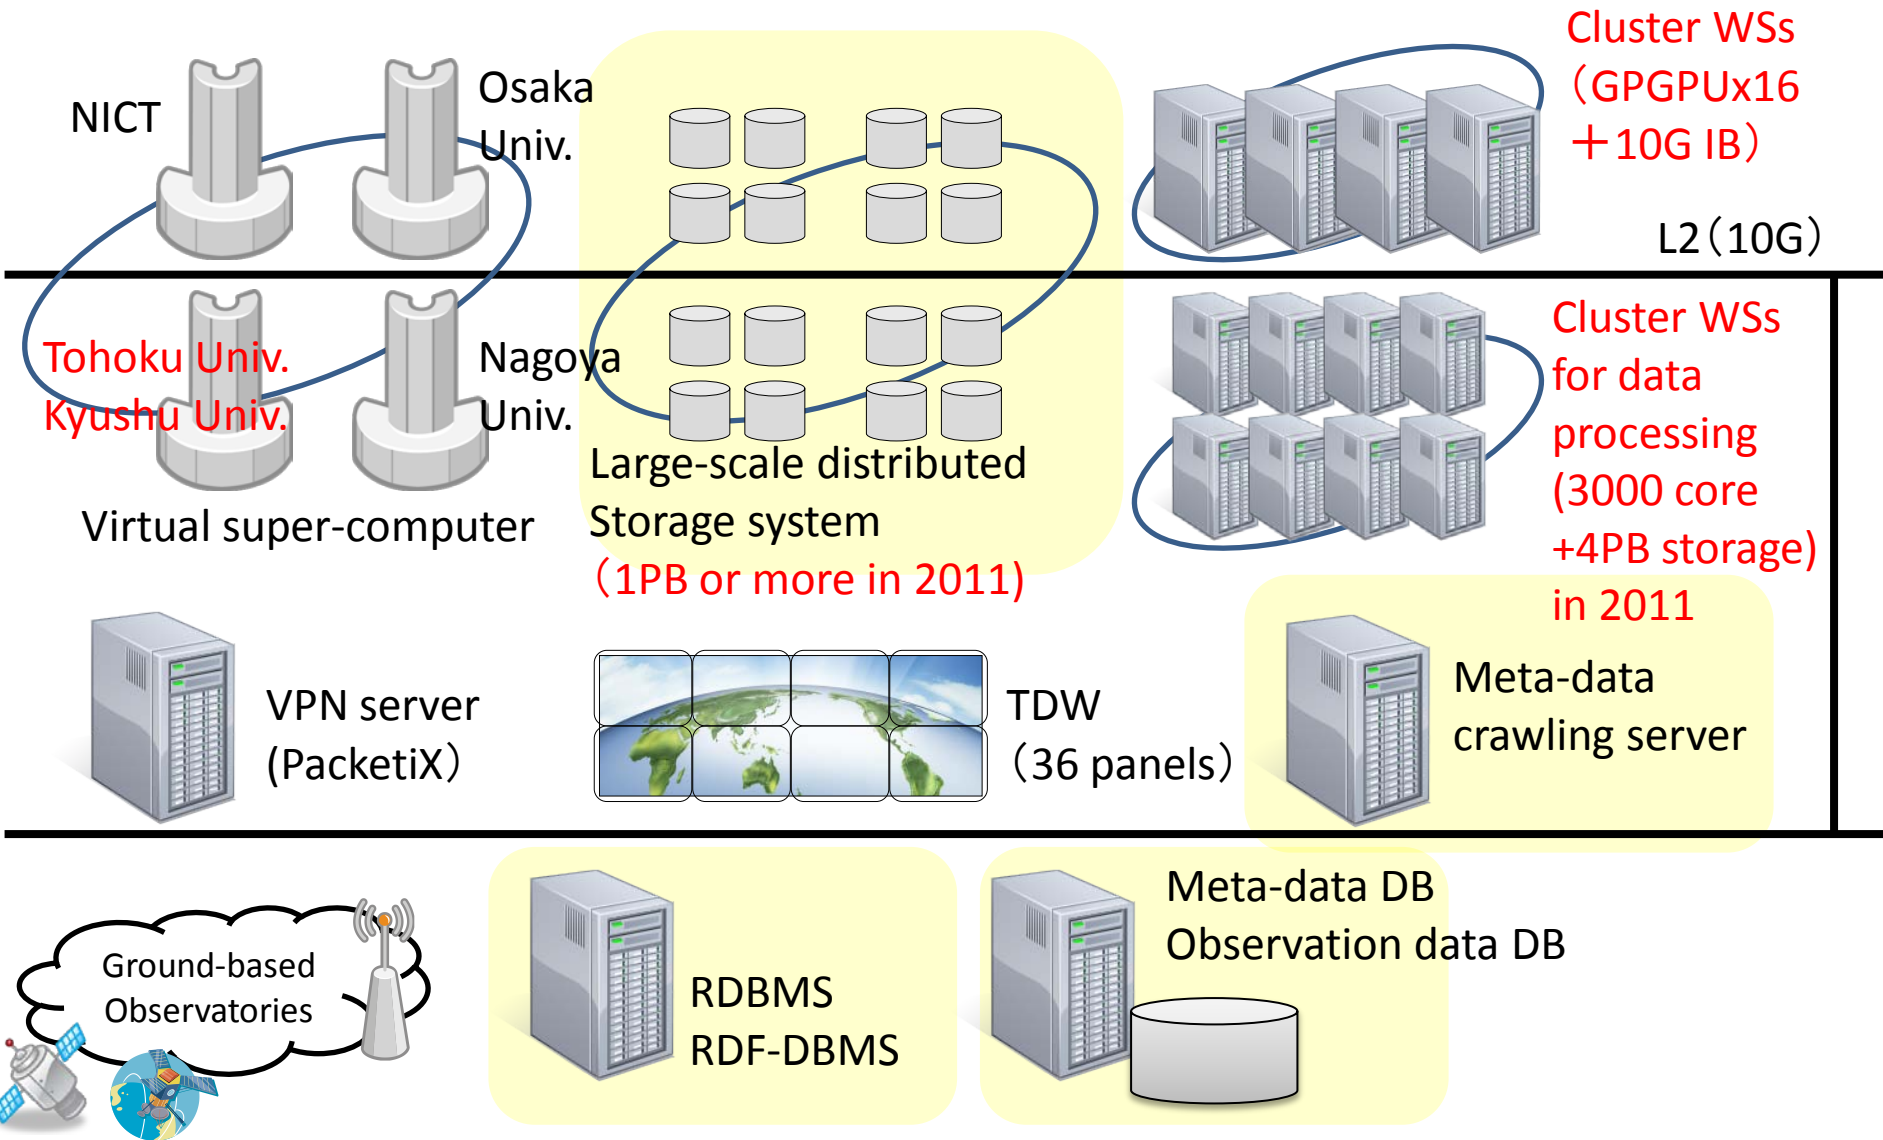 NICT
Osaka
Univ.
Cluster WSs
（GPGPUx16
＋10G IB）
L2（10G）
Tohoku Univ.
Kyushu Univ.
Nagoya
Univ.
Virtual super-computer
Large-scale distributed
Storage system
（1PB or more in 2011)
Cluster WSs
for data
processing
(3000 core
+4PB storage)
in 2011
VPN server
(PacketiX）
TDW
（36 panels）
Meta-data
crawling server
Ground-based
Observatories
RDBMS
RDF-DBMS
Meta-data DB
Observation data DB